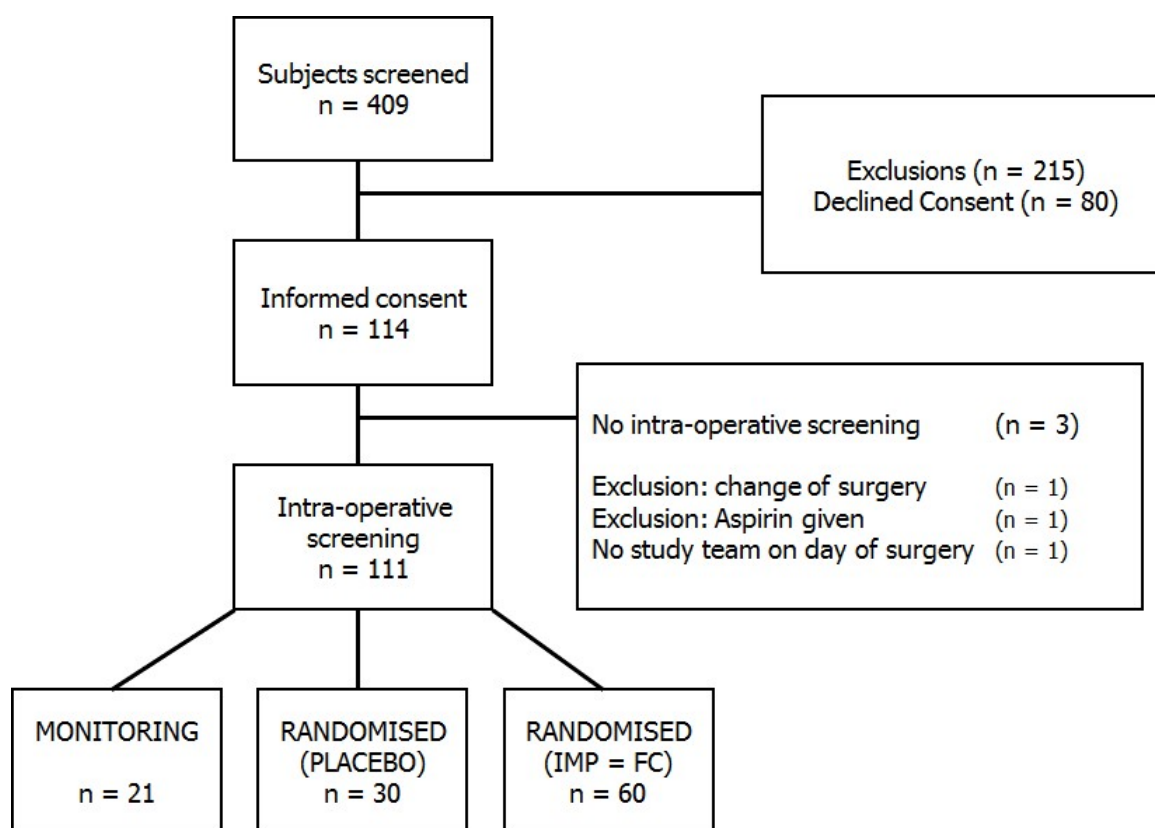 Subjects screened
n = 409
Exclusions (n = 215)
Declined Consent (n = 80)
Informed consent
n = 114
No intra-operative screening (n = 3)
Exclusion: change of surgery (n = 1)
Exclusion: Aspirin given (n = 1)
No study team on day of surgery (n = 1)
Intra-operative
screening
n = 111
MONITORING
n = 21
RANDOMISED
(PLACEBO)
n = 30
RANDOMISED
(IMP = FC)
n = 60